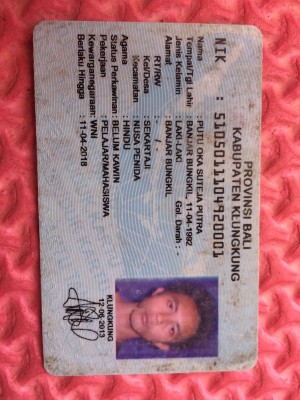 PROVINSI BALI
KABUPATEN KLUNGKUNG
NIK : 5105011104920001
Nama : PUTU OKA SUTEJA PUTRA
Tempat/Tgl Lahir : BANJAR BUNGKIL, 11-04-1992
Jenis Kelamin : LAKI-LAKI Gol. Darah : -
Alamat : BANJAR BUNGKIL
RT/RW : - / -
Kel/Desa : SEKARTAJI
Kecamatan : NUSA PENIDA
Agama : HINDU
Status Perkawinan: BELUM KAWIN
Pekerjaan : PELAJAR/MAHASISWA
Kewarganegaraan: WNI
Berlaku Hingga : 11-04-2018
KLUNGKUNG
12-06-2013